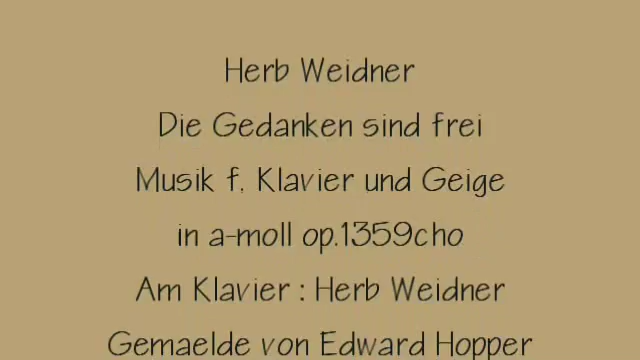 Herb Weidner
Die Gedanken sind frei
Musik f. Klavier und Geige
in a-moll op.1359cho
Am Klavier : Herb Weidner
Gemaelde von Edward Hopper